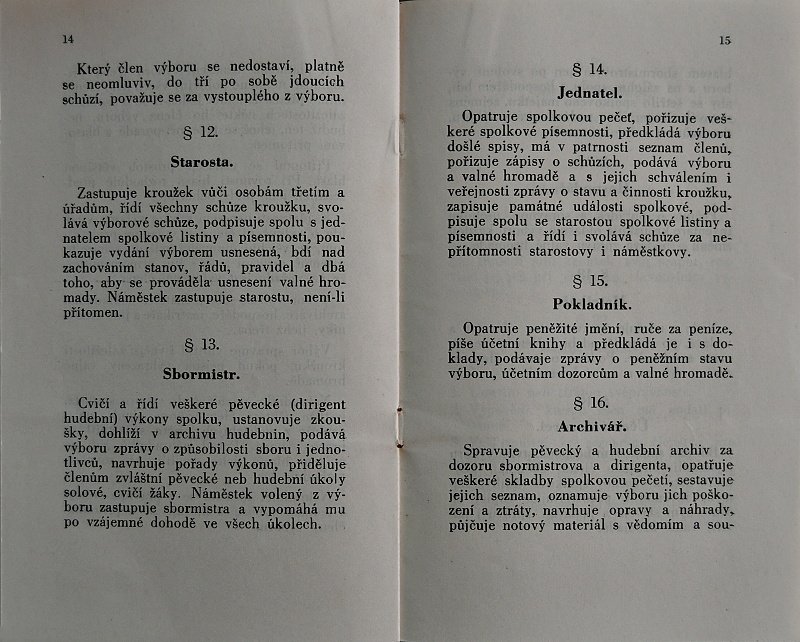 14
Který člen výboru se nedostaví, platně
se neomluviv, do tří po sobě jdoucích
schůzí, považuje se za vystouplého z výboru.
§ 12.
Starosta.
Zastupuje kroužek vůči osobám třetím a
úřadům, řídí všechny schůze kroužku, svo-
lává výborové schůze, podpisuje spolu s jed-
natelem spolkové listiny a písemnosti, pou-
kazuje vydání výborem usnesená, bdí nad
zachováním stanov, řádů, pravidel a dbá
toho, aby se prováděla usnesení valné hro-
mady. Náměstek zastupuje starostu, není-li
přítomen.
§ 13.
Sbormistr.
Cvičí a řídí veškeré pěvecké (dirigent
hudební) výkony spolku, ustanovuje zkou-
šky, dohlíží v archivu hudebnin, podává
výboru zprávy o způsobilosti sboru i jedno-
tlivců, navrhuje pořady výkonů, přiděluje
členům zvláštní pěvecké neb hudební úkoly
solové, cvičí žáky. Náměstek volený z vý-
boru zastupuje sbormistra a vypomáhá mu
po vzájemné dohodě ve všech úkolech.
15
§ 14.
Jednatel.
Opatruje spolkovou pečeť, pořizuje veš-
keré spolkové písemnosti, předkládá výboru
došlé spisy, má v patrnosti seznam členů,
pořizuje zápisy o schůzích, podává výboru
a valné hromadě a s jejich schválením i
veřejnosti zprávy o stavu a činnosti kroužku,
zapisuje památné události spolkové, pod-
pisuje spolu se starostou spolkové listiny a
písemnosti a řídí i svolává schůze za ne-
přítomnosti starostovy i náměstkovy.
§ 15.
Pokladník.
Opatruje peněžité jmění, ruče za peníze,
píše účetní knihy a předkládá je i s do-
klady, podávaje zprávy o peněžním stavu
výboru, účetním dozorcům a valné hromadě.
§ 16.
Archivář.
Spravuje pěvecký a hudební archiv za
dozoru sbormistrova a dirigenta, opatřuje
veškeré skladby spolkovou pečetí, sestavuje
jejich seznam, oznamuje výboru jich poško-
zení a ztráty, navrhuje opravy a náhrady,
půjčuje notový materiál s vědomím a sou-